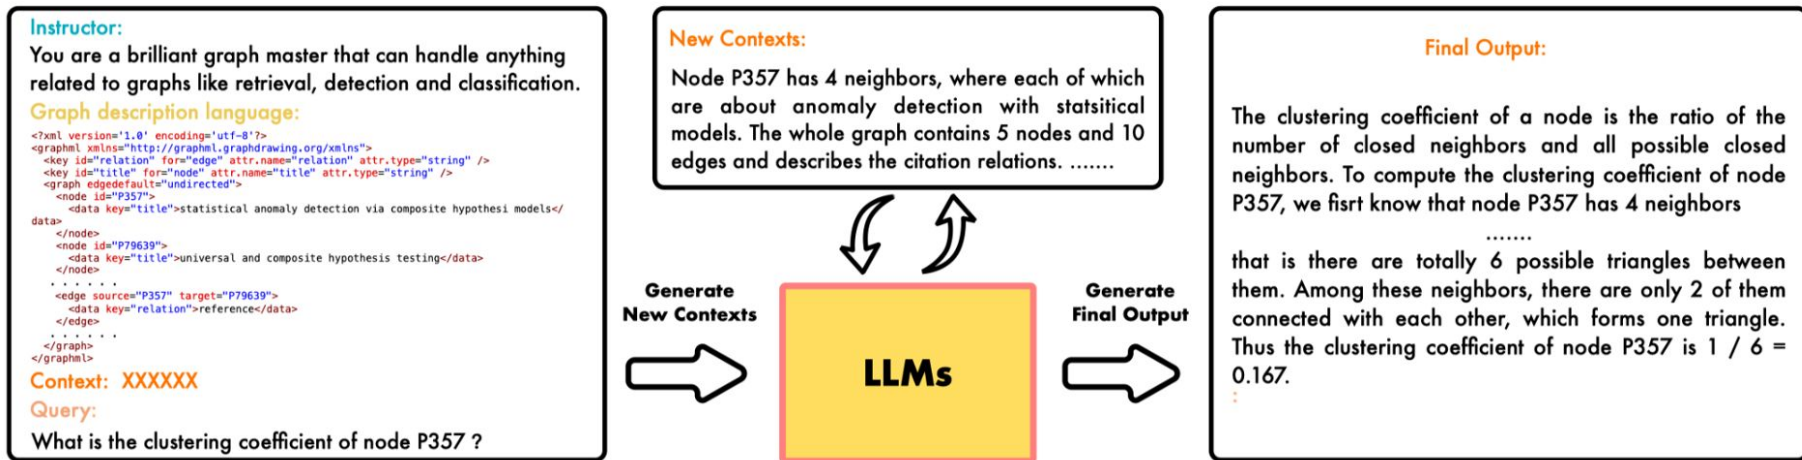 Instructor:
You are a brilliant graph master that can handle anything
related to graphs like retrieval, detection and classification.
Graph description language:
<?xml version='1.0' encoding='utf-8'?>
<graphml xmlns="http://graphml.graphdrawing.org/xmlns">
<key id="relation" for="edge" attr.name="relation" attr.type="string" />
<key id="title" for="node" attr.name="title" attr.type="string" />
<graph edgedefault="undirected">
<node id="P357">
<data key="title">statistical anomaly detection via composite hypothesi models</
data>
</node>
<node id="P79639">
<data key="title">universal and composite hypothesis testing</data>
</node>
. . . . . .
<edge source="P357" target="P79639">
<data key="relation">reference</data>
</edge>
. . . . . .
</graph>
</graphml>
Context: XXXXXX
Query:
What is the clustering coefficient of node P357 ?
Generate
New Contexts
New Contexts:
Node P357 has 4 neighbors, where each of which
are about anomaly detection with statsitical
models. The whole graph contains 5 nodes and 10
edges and describes the citation relations. .......
LLMs
Generate
Final Output
Final Output:
The clustering coefficient of a node is the ratio of the
number of closed neighbors and all possible closed
neighbors. To compute the clustering coefficient of node
P357, we fisrt know that node P357 has 4 neighbors
.......
that is there are totally 6 possible triangles between
them. Among these neighbors, there are only 2 of them
connected with each other, which forms one triangle.
Thus the clustering coefficient of node P357 is 1 / 6 =
0.167.
: